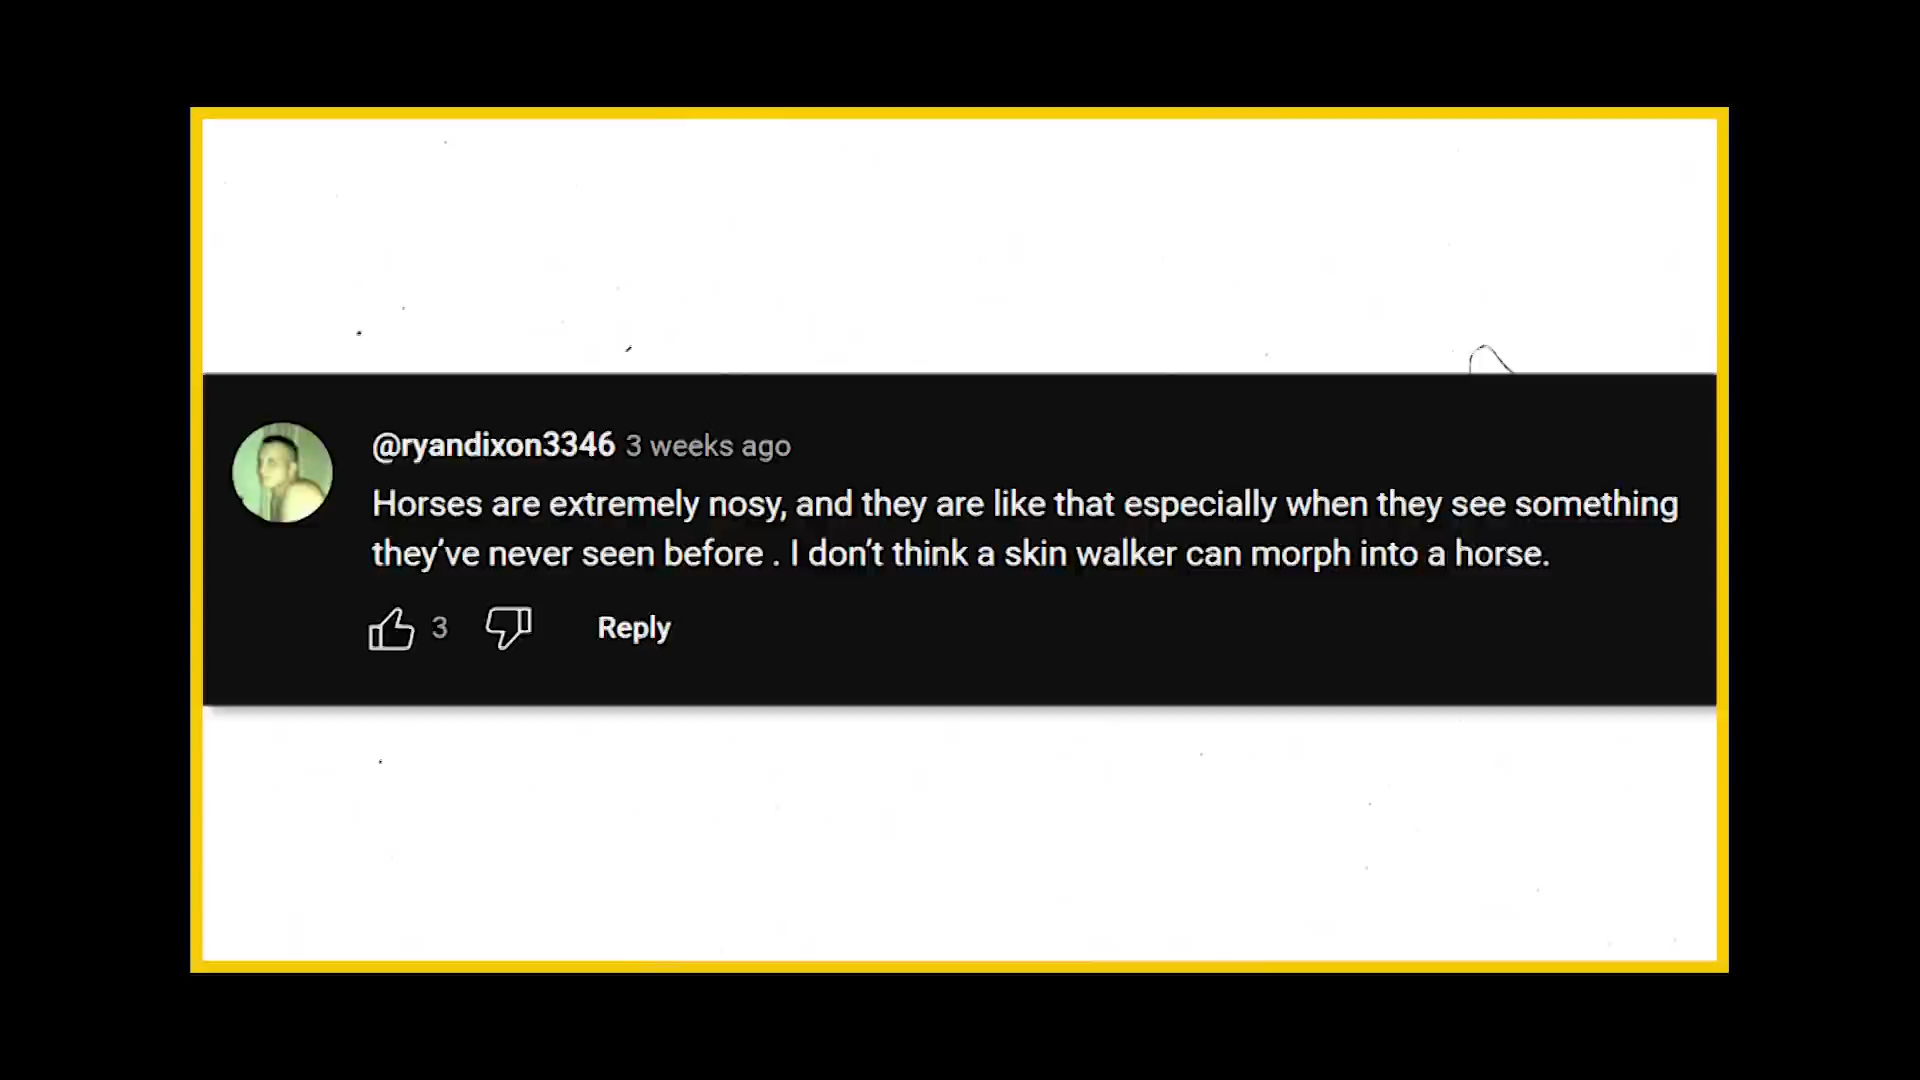 @ryandixon3346 3 weeks ago
Horses are extremely nosy, and they are like that especially when they see something
they’ve never seen before . I don’t think a skin walker can morph into a horse.
3 Reply